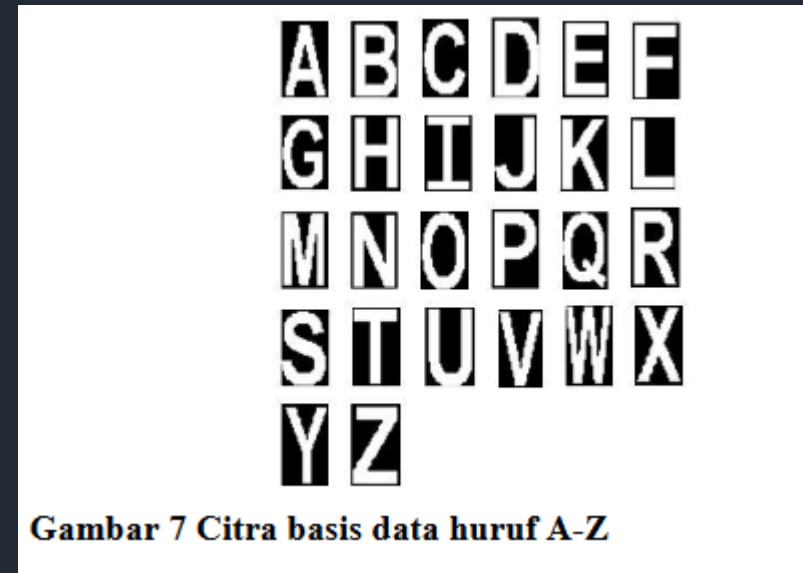 A B C D E F
G H I J K L
M N O P Q R
S T U V W X
Y Z
Gambar 7 Citra basis data huruf A-Z